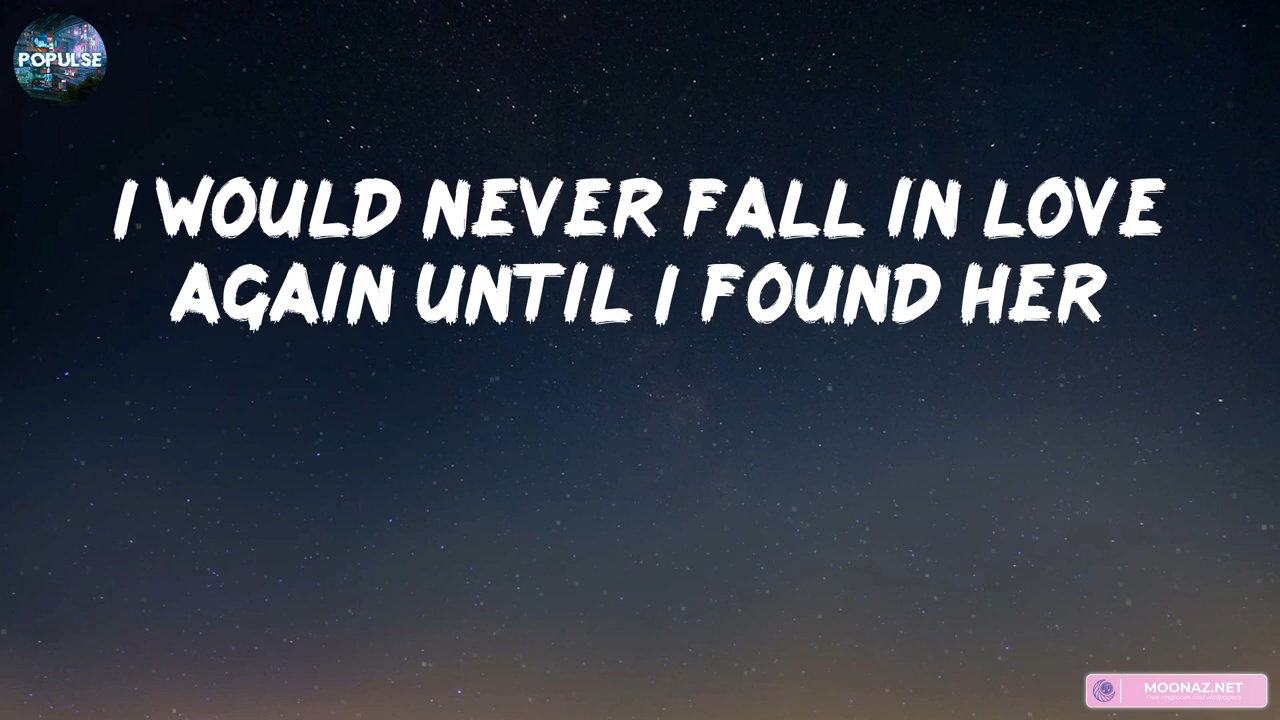 POPULSE
I WOULD NEVER FALL IN LOVE
AGAIN UNTIL I FOUND HER
MOONAZ.NET
Free ringtones and wallpapers